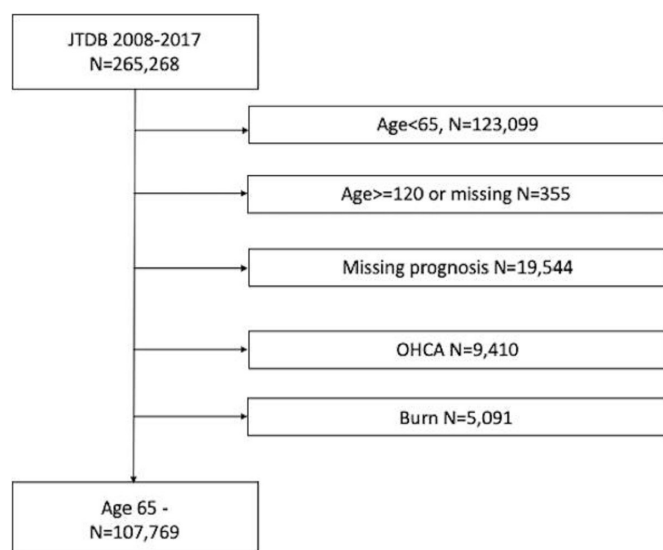 JTDB 2008-2017
N=265,268
Age<65, N=123,099
Age>=120 or missing N=355
Missing prognosis N=19,544
OHCA N=9,410
Burn N=5,091
Age 65 -
N=107,769